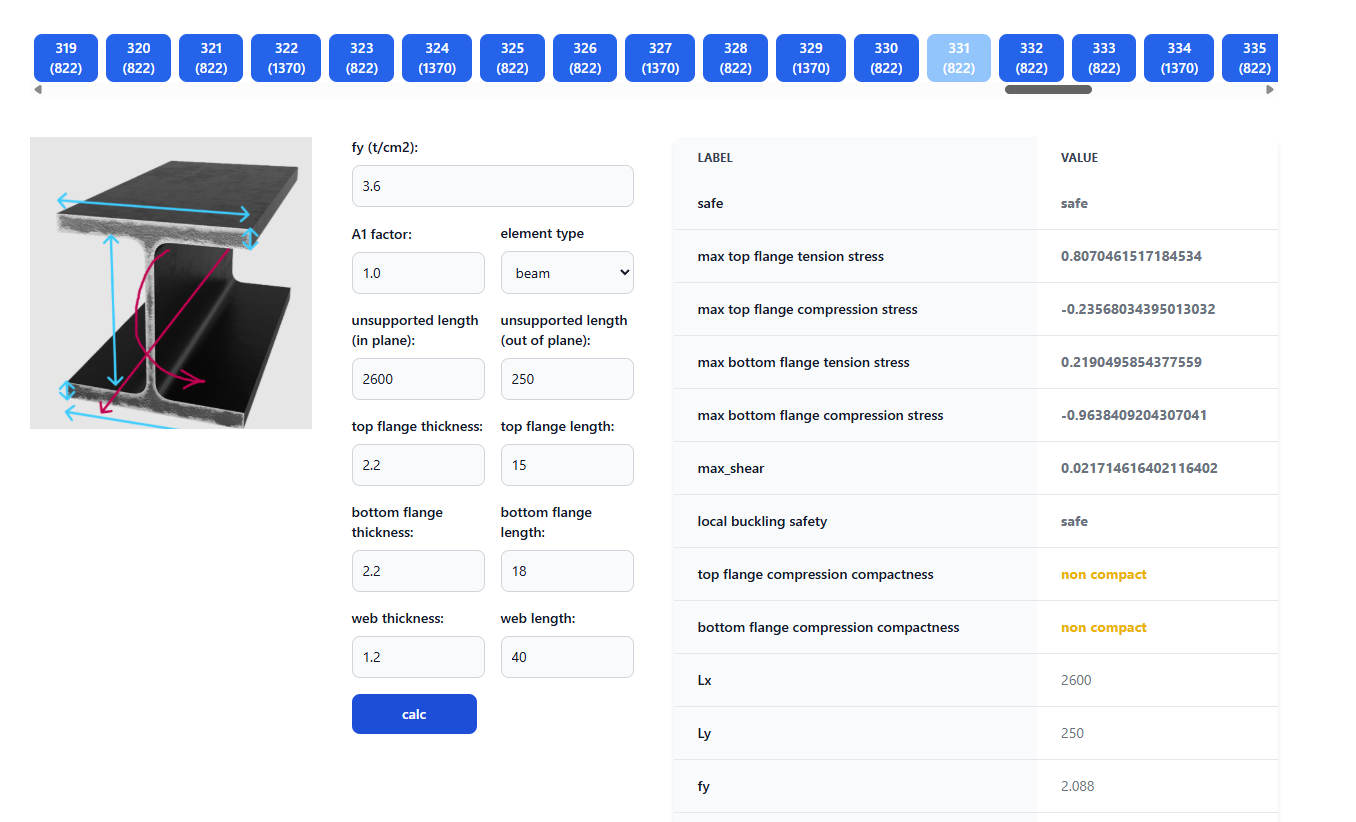 319 320 321 322 323 324 325 326 327 328 329 330 331 332 333 334 335
(822) (822) (822) (1370) (822) (1370) (822) (822) (1370) (822) (1370) (822) (822) (822) (822) (1370) (822)
fy (t/cm2):
3.6
A1 factor: element type
1.0 beam
unsupported length (in plane): unsupported length (out of plane):
2600 250
top flange thickness: top flange length:
2.2 15
bottom flange thickness: bottom flange length:
2.2 18
web thickness: web length:
1.2 40
calc
LABEL VALUE
safe safe
max top flange tension stress 0.8070461517184534
max top flange compression stress -0.23568034395013032
max bottom flange tension stress 0.2190495854377559
max bottom flange compression stress -0.9638409204307041
max_shear 0.021714616402116402
local buckling safety safe
top flange compression compactness non compact
bottom flange compression compactness non compact
Lx 2600
Ly 250
fy 2.088